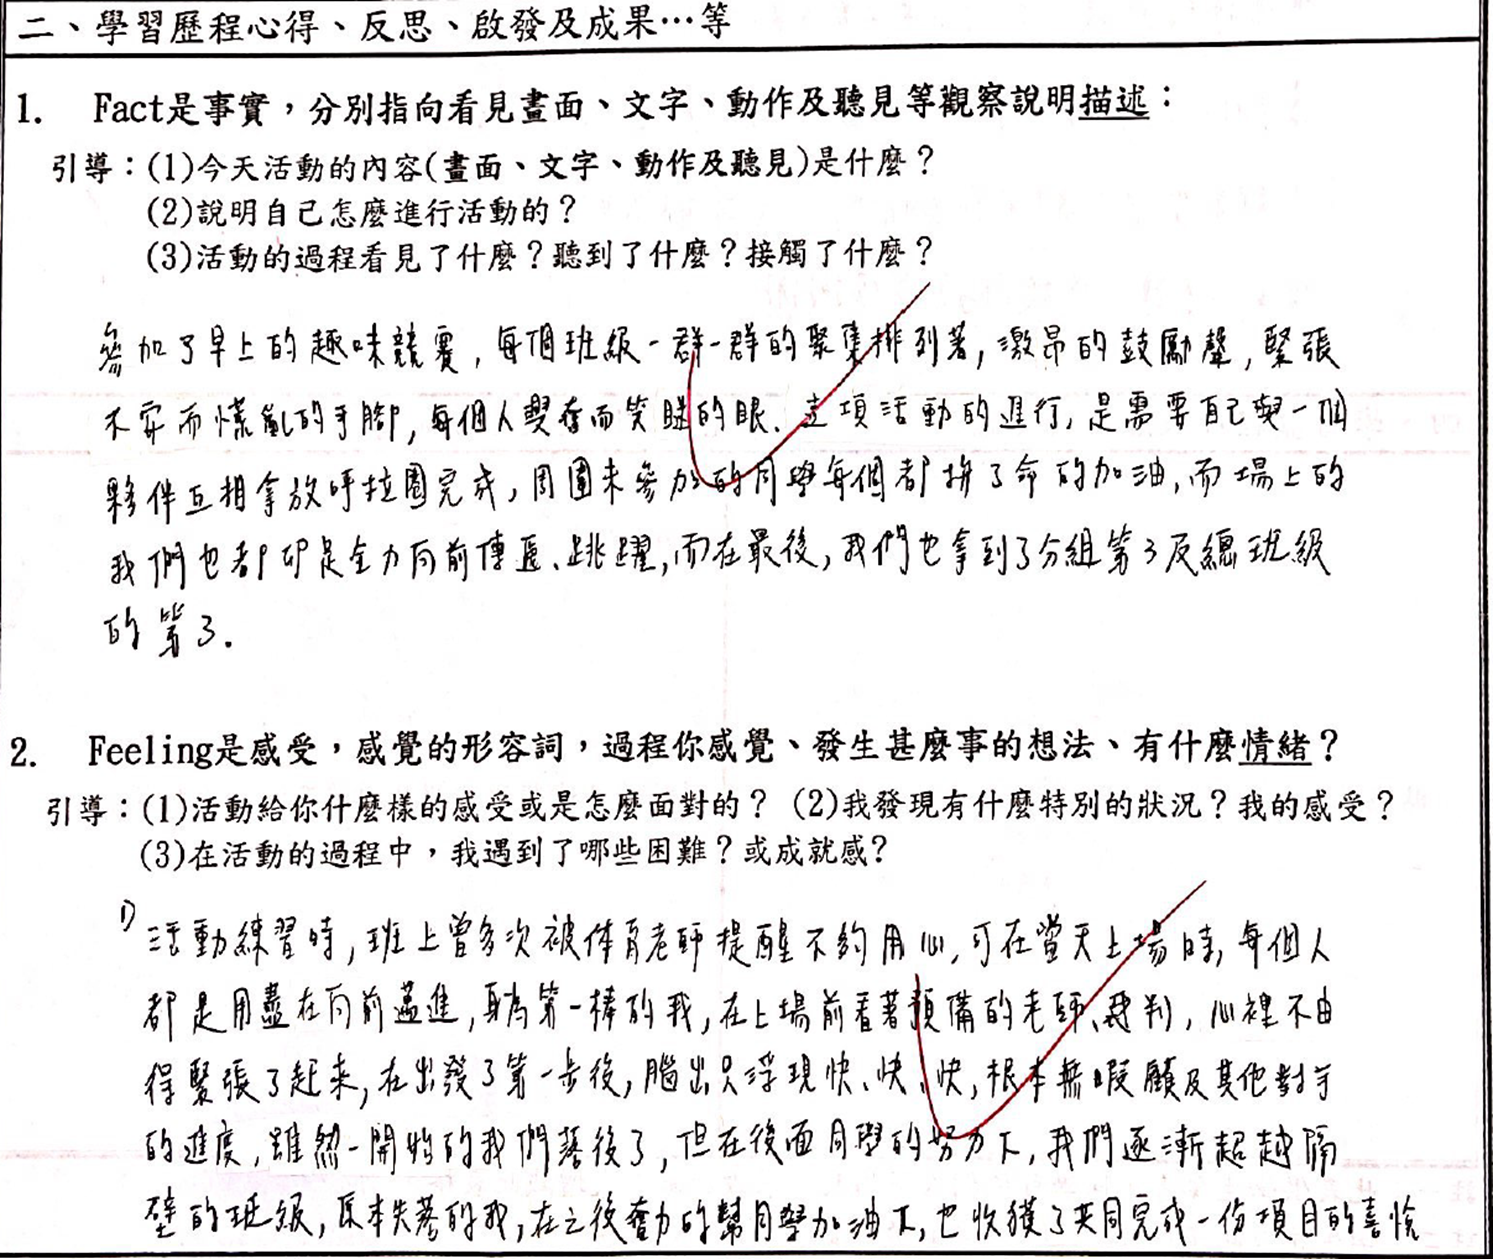 二、學習歷程心得、反思、啟發及成果…等
1. Fact是事實，分別指向看見畫面、文字、動作及聽見等觀察說明描述：
引導：(1)今天活動的內容(畫面、文字、動作及聽見)是什麼？
(2)說明自己怎麼進行活動的？
(3)活動的過程看見了什麼？聽到了什麼？接觸了什麼？
參加了早上的趣味競賽，每個班級一群一群的聚集排列著，激昂的鼓勵聲，緊張
不安而慌亂的手腳，每個人興奮而笑瞇的眼、這項活動的進行，是需要自己與一個
夥伴互相拿放呼拉圈完成，周圍未參加的同學每個都拚了命的加油，而場上的
我們也都卯足全力向前傳遞、跳躍，而在最後，我們也拿到了分組第3及總班級
的第3.
2. Feeling是感受，感覺的形容詞，過程你感覺、發生甚麼事的想法、有什麼情緒？
引導：(1)活動給你什麼樣的感受或是怎麼面對的？ (2)我發現有什麼特別的狀況？我的感受？
(3)在活動的過程中，我遇到了哪些困難？或成就感？
1) 活動練習時，班上曾多次被体育老師提醒不夠用心，可在當天上場時，每個人
都是用盡在向前邁進，身為第一棒的我，在上場前看著預備的老師、裁判，心裡不由
得緊張了起來，在出發了第一步後，腦出只浮現快、快、快，根本無暇顧及其他對手
的進度，雖然一開始的我們落後了，但在後面同學的努力下，我們逐漸超越隔
壁的班級，原本失落的我，在之後奮力的幫同學加油下，也收獲了共同完成一份項目的喜悅